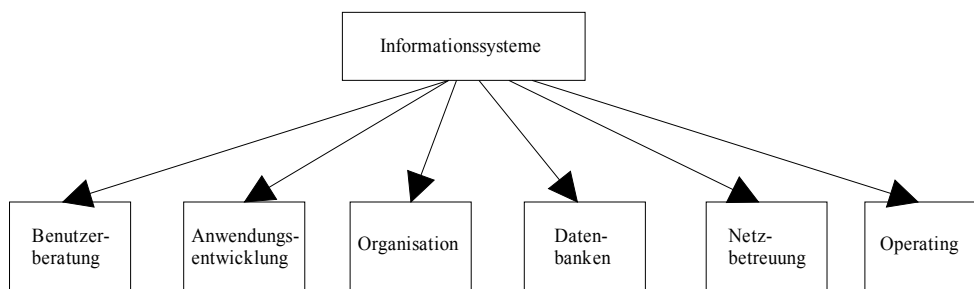 Informationssysteme
Benutzer-
beratung
Anwendungs-
entwicklung
Organisation
Daten-
banken
Netz-
betreuung
Operating